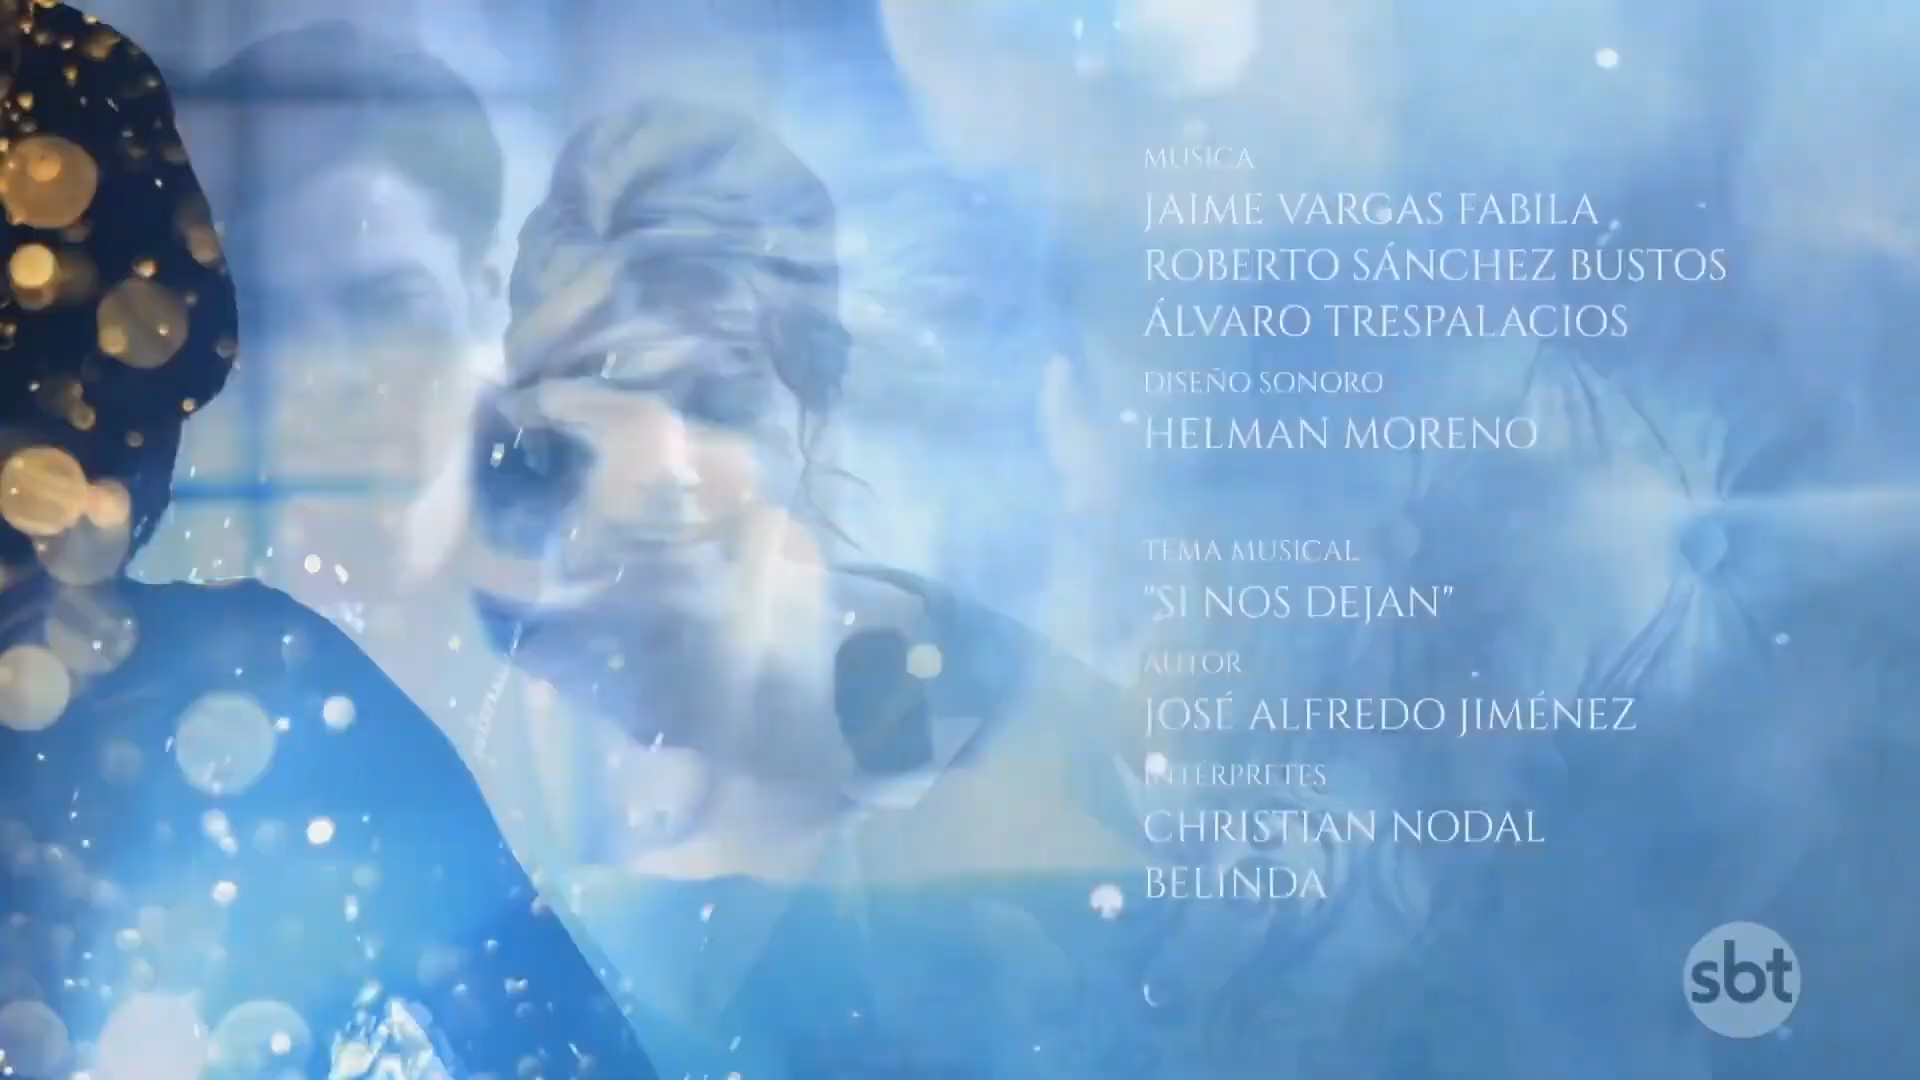 MUSICA
JAIME VARGAS FABILA
ROBERTO SÁNCHEZ BUSTOS
ÁLVARO TRESPALACIOS
DISEÑO SONORO
HELMAN MORENO
TEMA MUSICAL
"SI NOS DEJAN"
AUTOR
JOSÉ ALFREDO JIMÉNEZ
INTERPRETES
CHRISTIAN NODAL
BELINDA
sbt